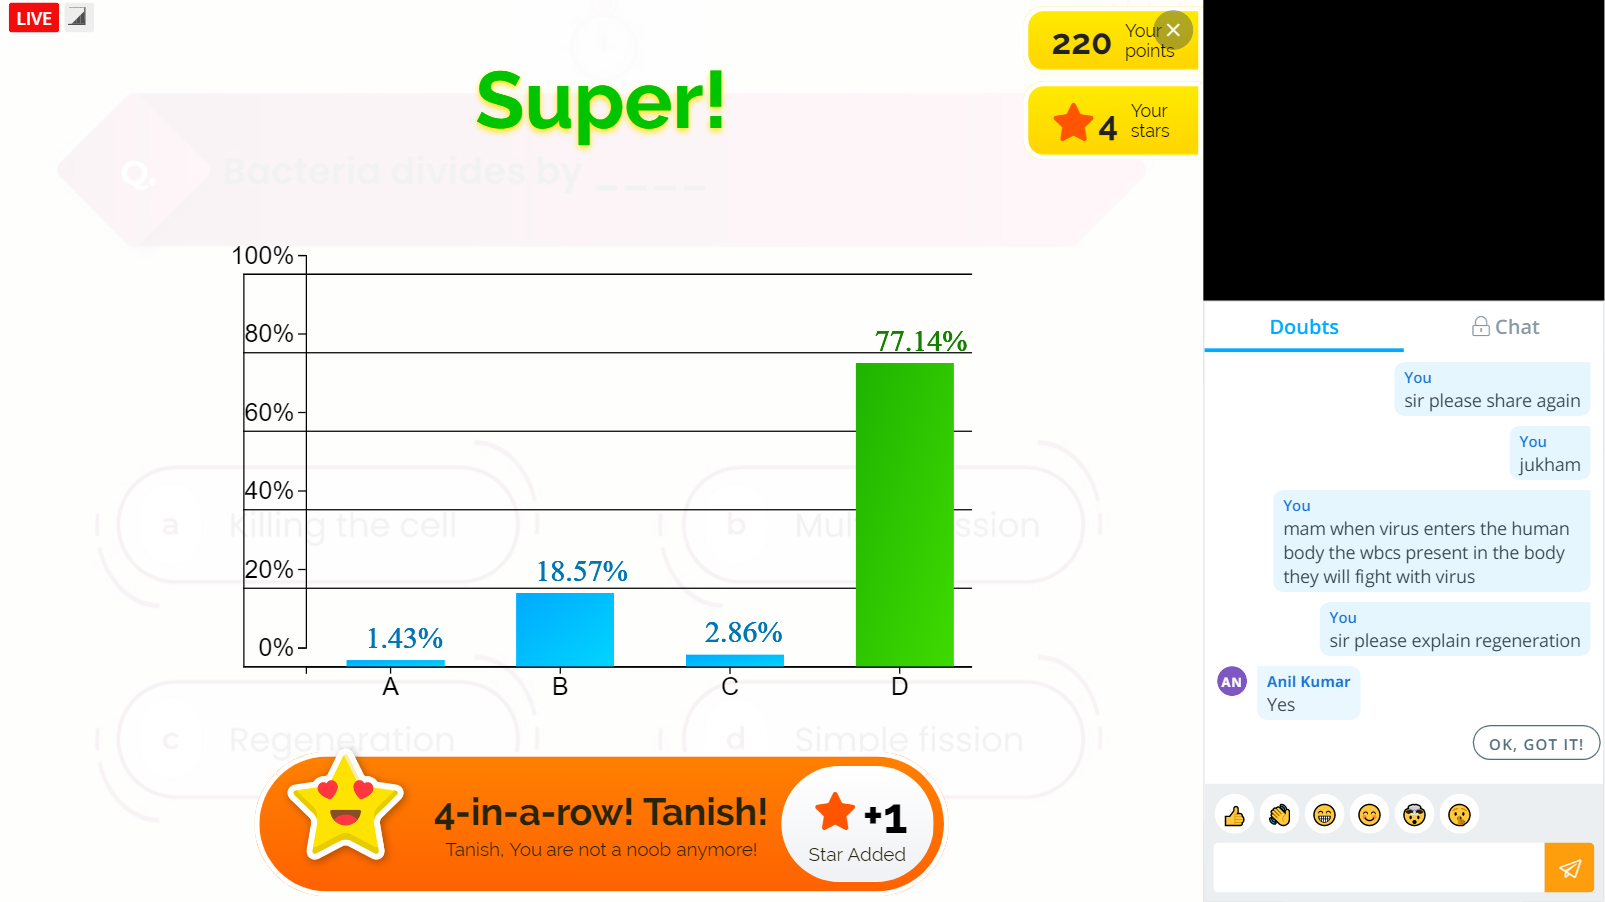 LIVE
220 Your points
4 Your stars
Super!
Q. Bacteria divides by _ _ _ _
100%
80%
60%
40%
20%
0%
1.43%
18.57%
2.86%
77.14%
A B C D
a Killing the cell
b Mul ssion
c Regeneration
d Simple fission
4-in-a-row! Tanish!
Tanish, You are not a noob anymore!
+1
Star Added
Doubts
Chat
You
sir please share again
You
jukham
You
mam when virus enters the human
body the wbcs present in the body
they will fight with virus
You
sir please explain regeneration
AN
Anil Kumar
Yes
OK, GOT IT!